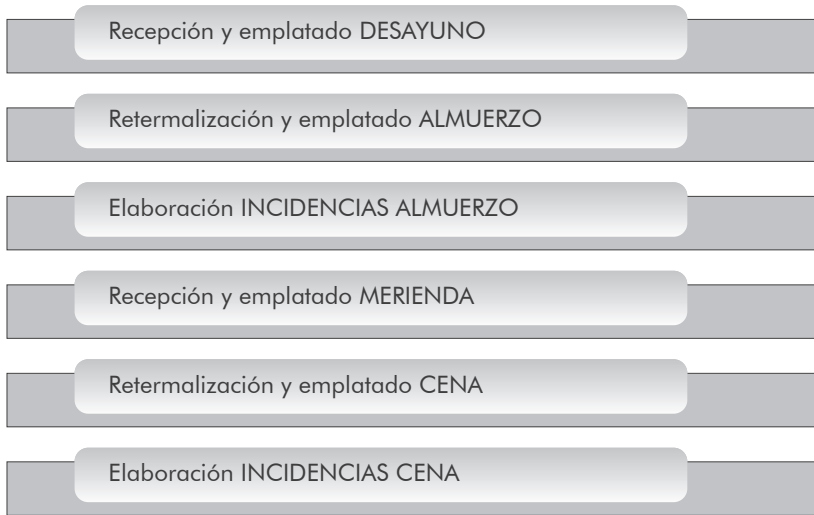 Recepción y emplatado DESAYUNO
Retermalización y emplatado ALMUERZO
Elaboración INCIDENCIAS ALMUERZO
Recepción y emplatado MERIENDA
Retermalización y emplatado CENA
Elaboración INCIDENCIAS CENA